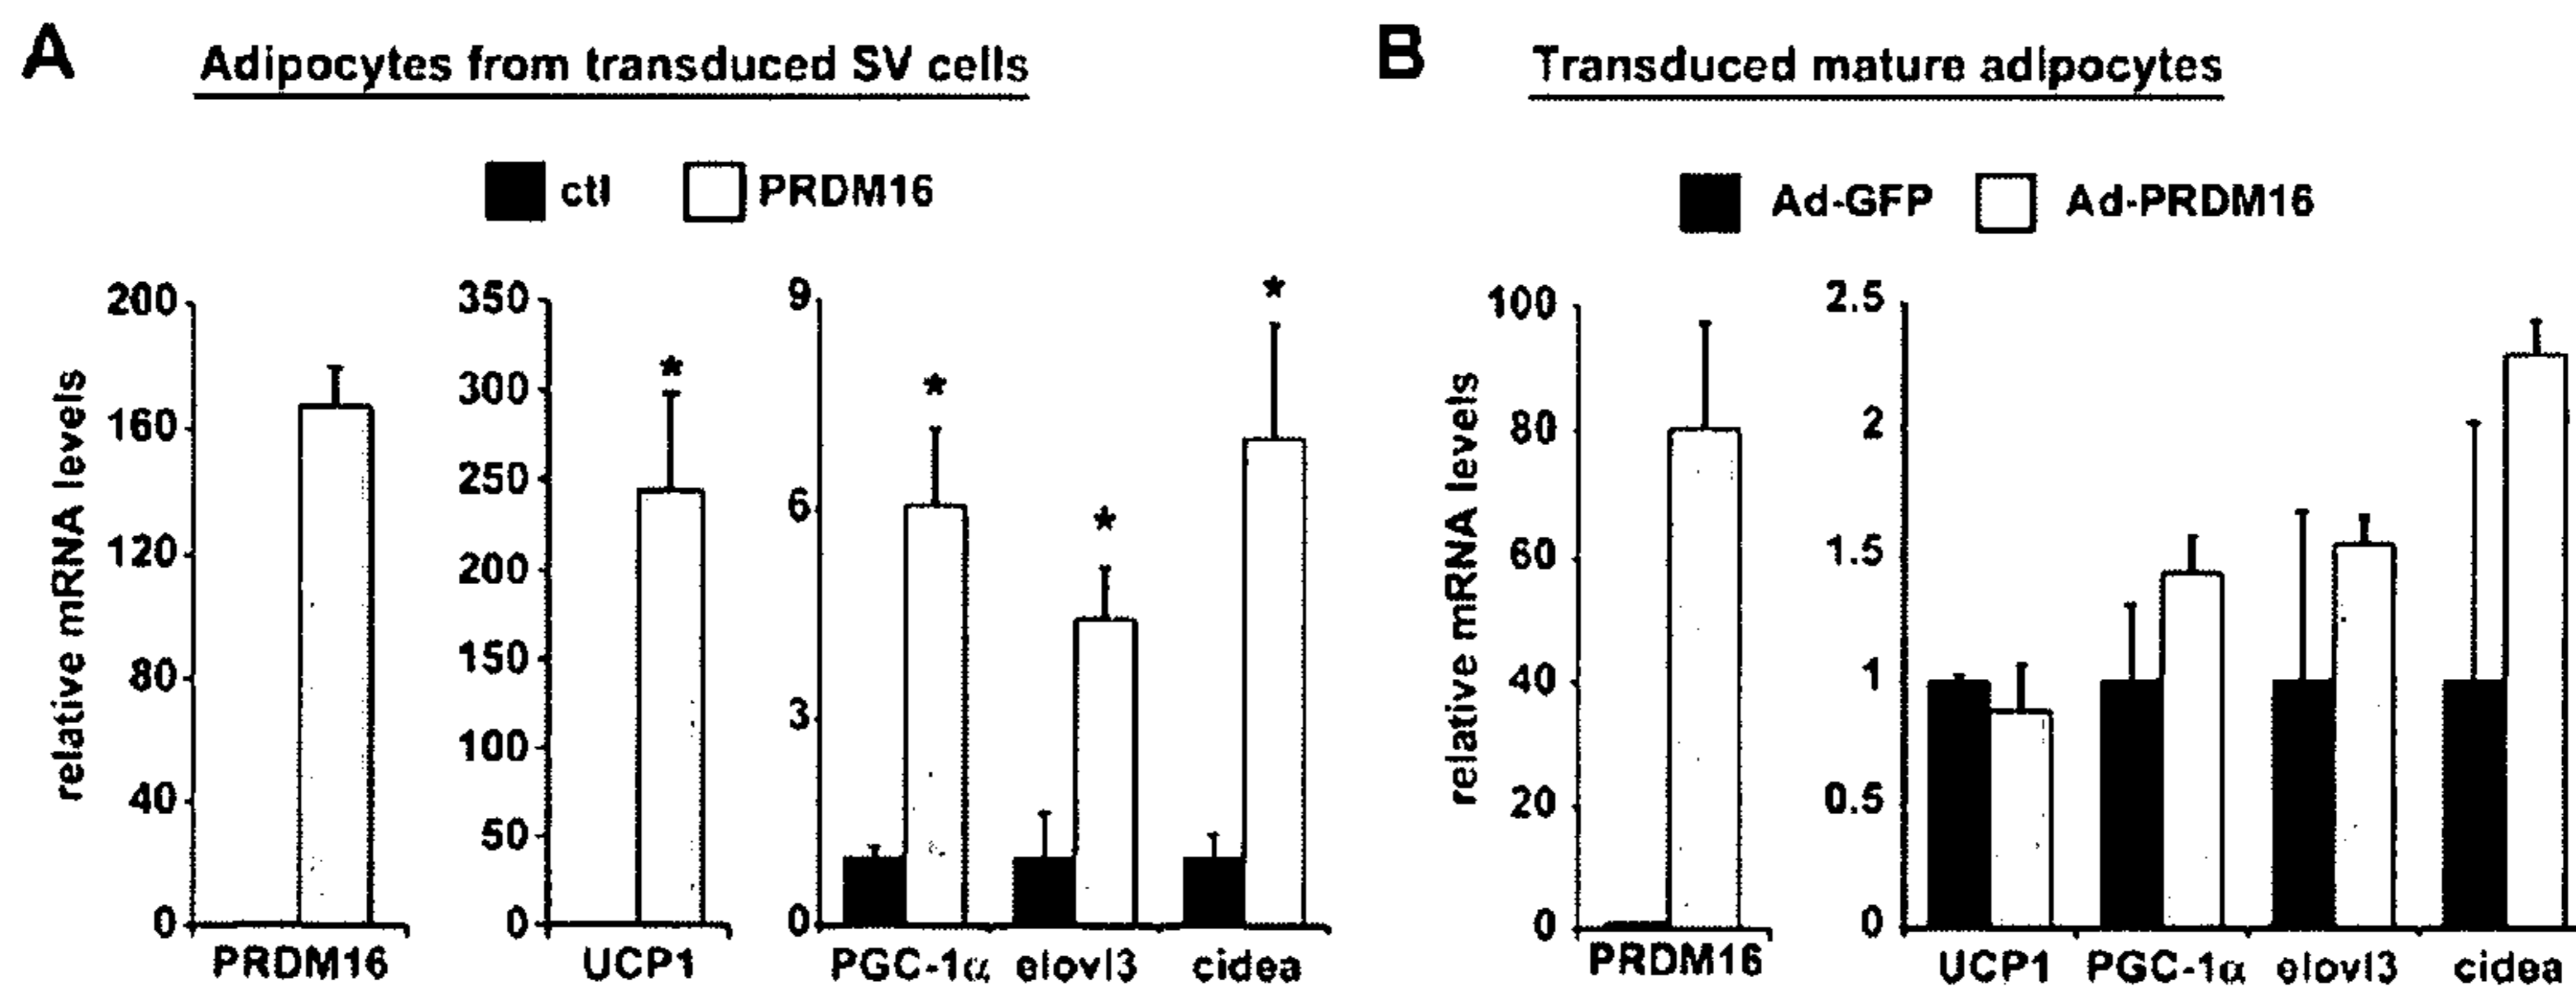 A Adipocytes from transduced SV cells
ctl PRDM16
relative mRNA levels
200
160
120
80
40
0
PRDM16
350
300
250
200
150
100
50
0
UCP1
9
6
3
0
* * * *
PGC-1α elovl3 cidea
B Transduced mature adipocytes
Ad-GFP Ad-PRDM16
relative mRNA levels
100
80
60
40
20
0
PRDM16
2.5
2
1.5
1
0.5
0
UCP1 PGC-1α elovl3 cidea